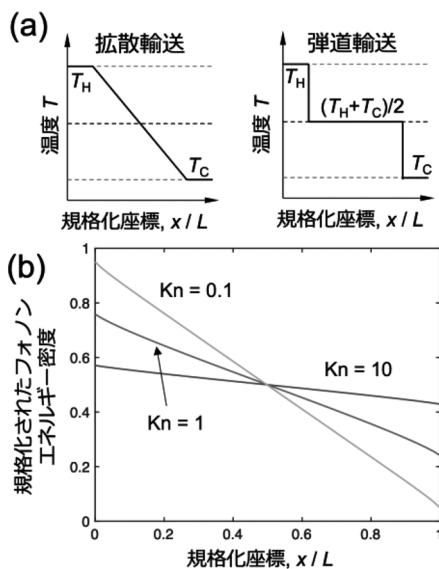 (a)
拡散輸送
弾道輸送
温度 T
T_H
T_C
規格化座標, x / L
温度 T
T_H
(T_H+T_C)/2
T_C
規格化座標, x / L
(b)
規格化されたフォノン
エネルギー密度
1
0.8
0.6
0.4
0.2
0
Kn = 0.1
Kn = 10
Kn = 1
0
0.2
0.4
0.6
0.8
1
規格化座標, x / L